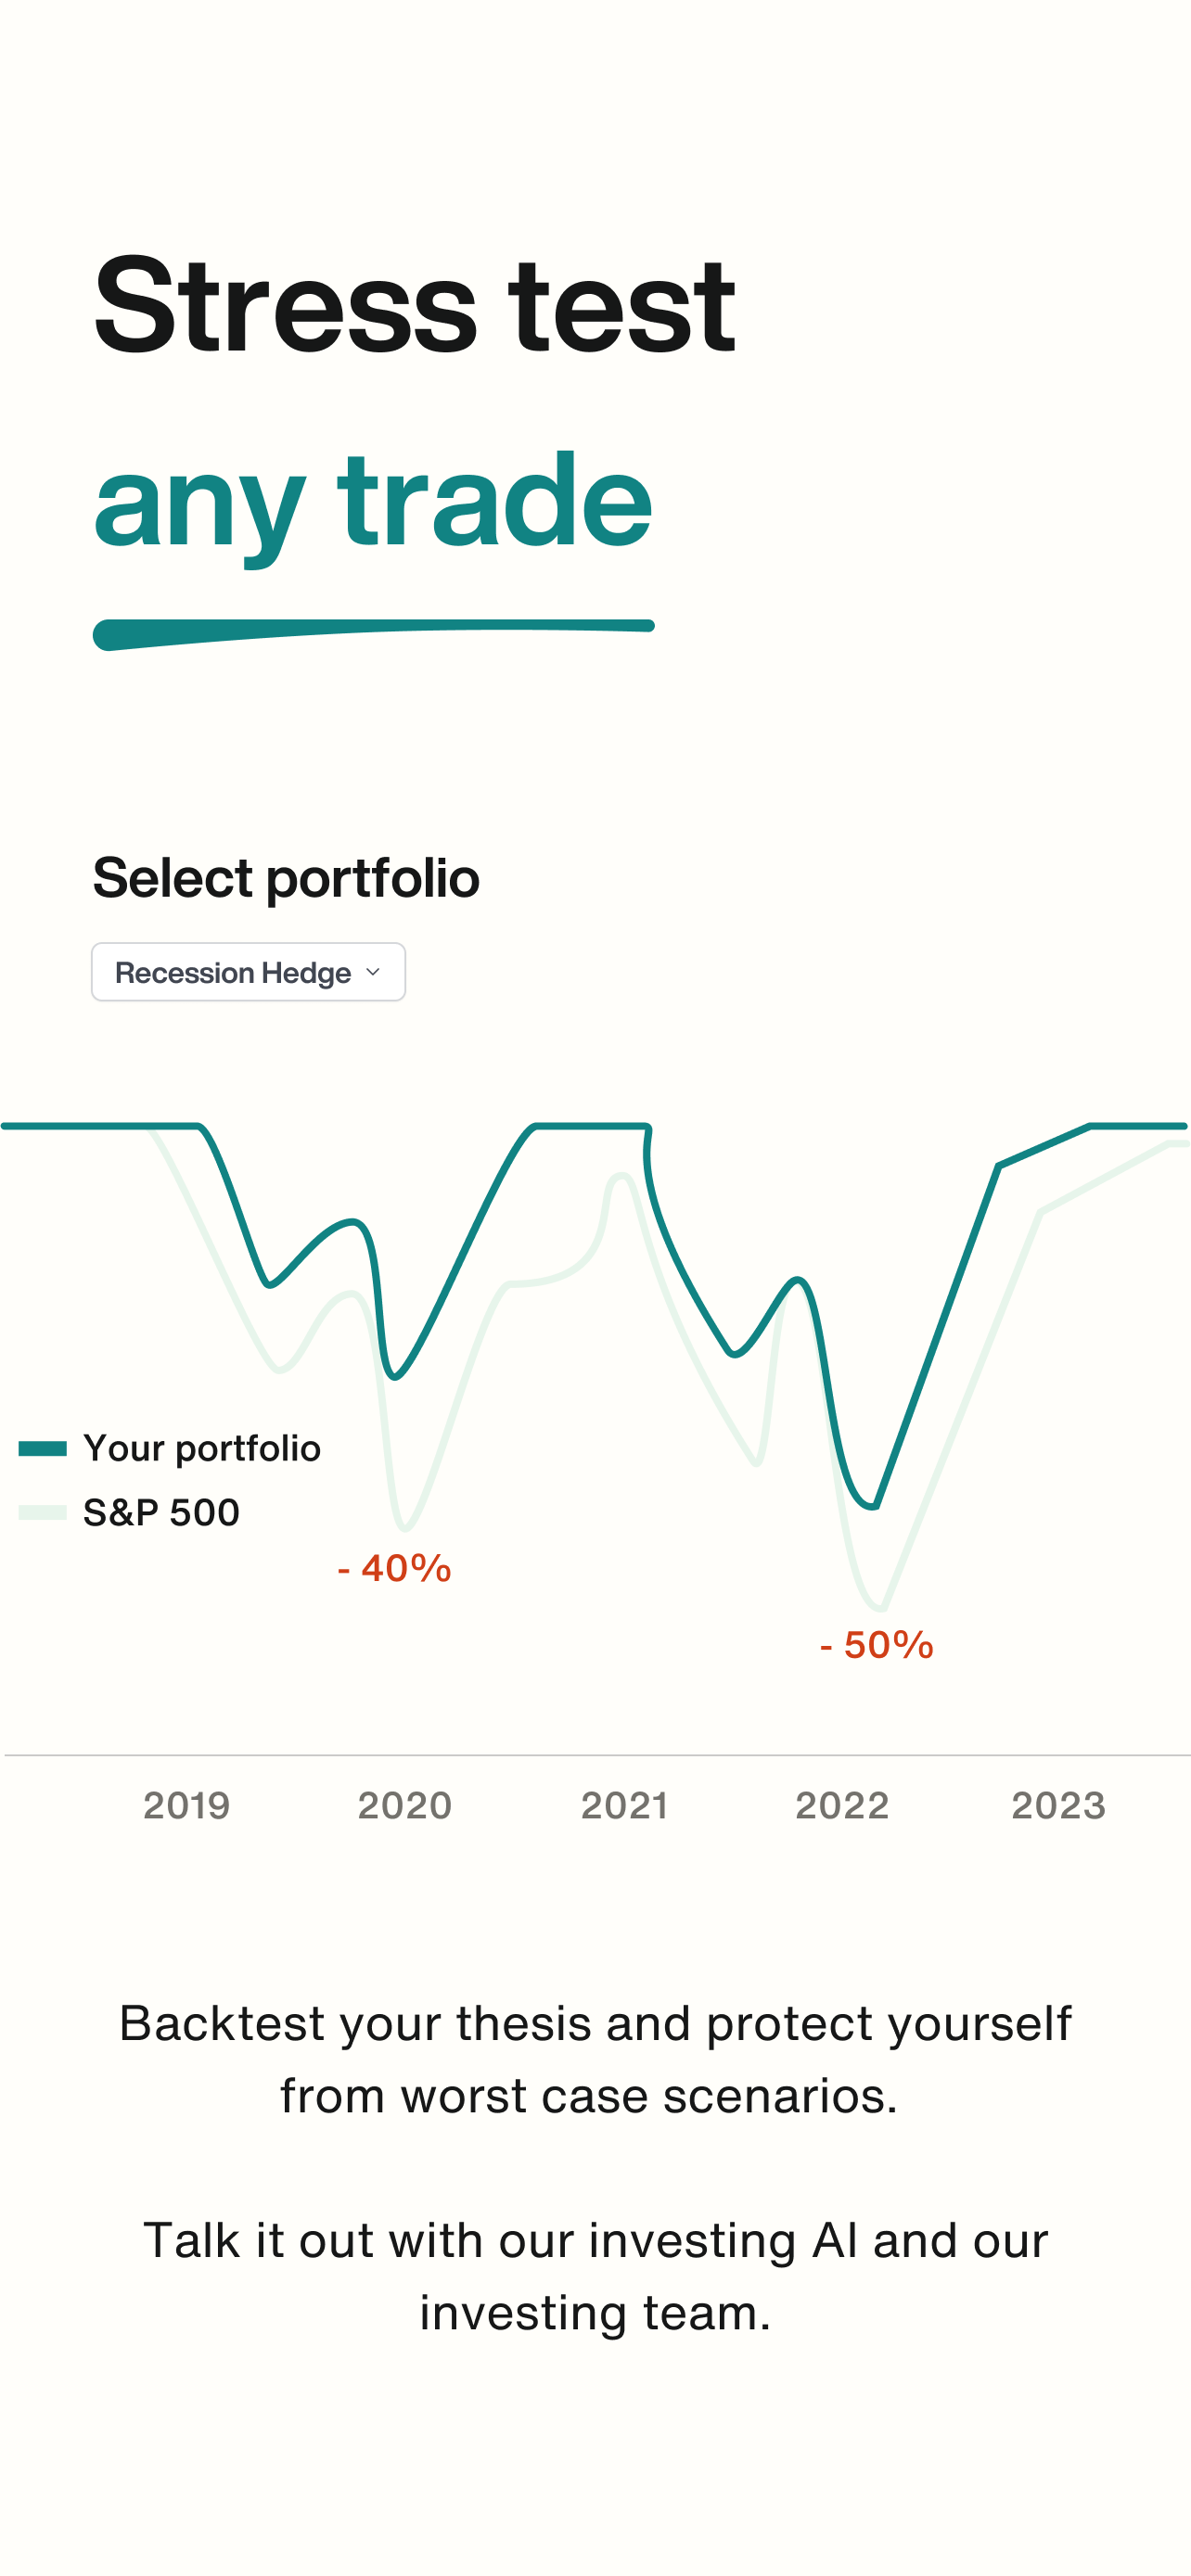 Stress test
any trade
Select portfolio
Recession Hedge
Your portfolio
S&P 500
- 40%
- 50%
2019 2020 2021 2022 2023
Backtest your thesis and protect yourself
from worst case scenarios.
Talk it out with our investing AI and our
investing team.